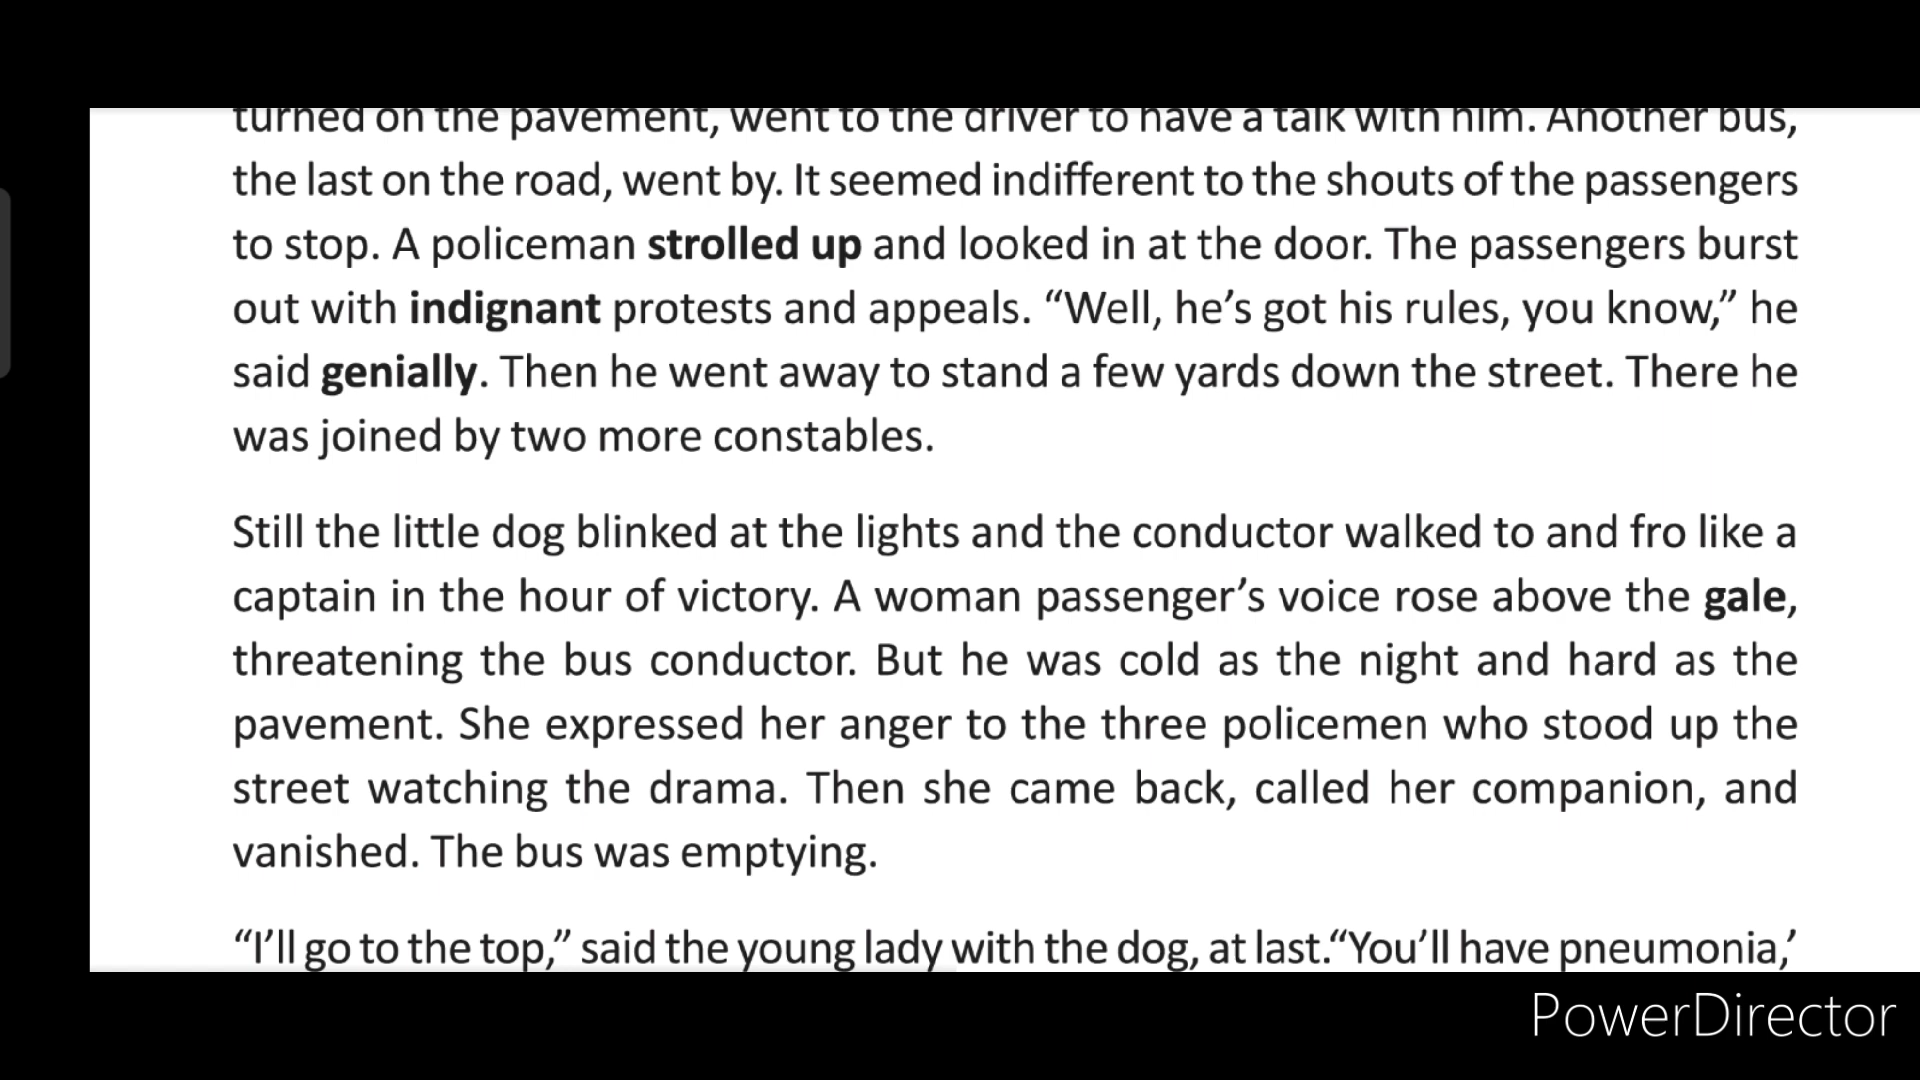 turned on the pavement, went to the driver to have a talk with him. Another bus,
the last on the road, went by. It seemed indifferent to the shouts of the passengers
to stop. A policeman strolled up and looked in at the door. The passengers burst
out with indignant protests and appeals. “Well, he’s got his rules, you know,” he
said genially. Then he went away to stand a few yards down the street. There he
was joined by two more constables.
Still the little dog blinked at the lights and the conductor walked to and fro like a
captain in the hour of victory. A woman passenger’s voice rose above the gale,
threatening the bus conductor. But he was cold as the night and hard as the
pavement. She expressed her anger to the three policemen who stood up the
street watching the drama. Then she came back, called her companion, and
vanished. The bus was emptying.
“I’ll go to the top,” said the young lady with the dog, at last.“You’ll have pneumonia,’
PowerDirector